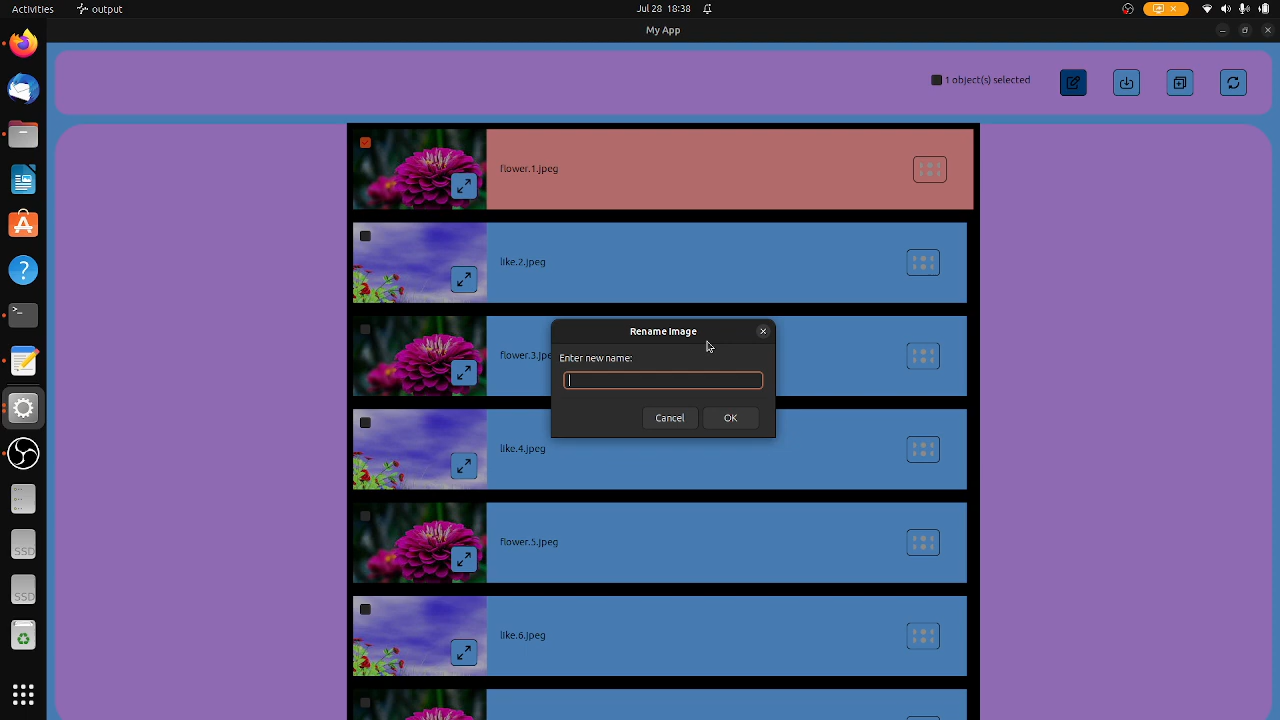 Activities
output
Jul 28 18:38
My App
1 object(s) selected
flower.1.jpeg
like.2.jpeg
Rename Image
flower.3.jpe
Enter new name:
Cancel
OK
like.4.jpeg
flower.5.jpeg
like.6.jpeg
SSD
SSD